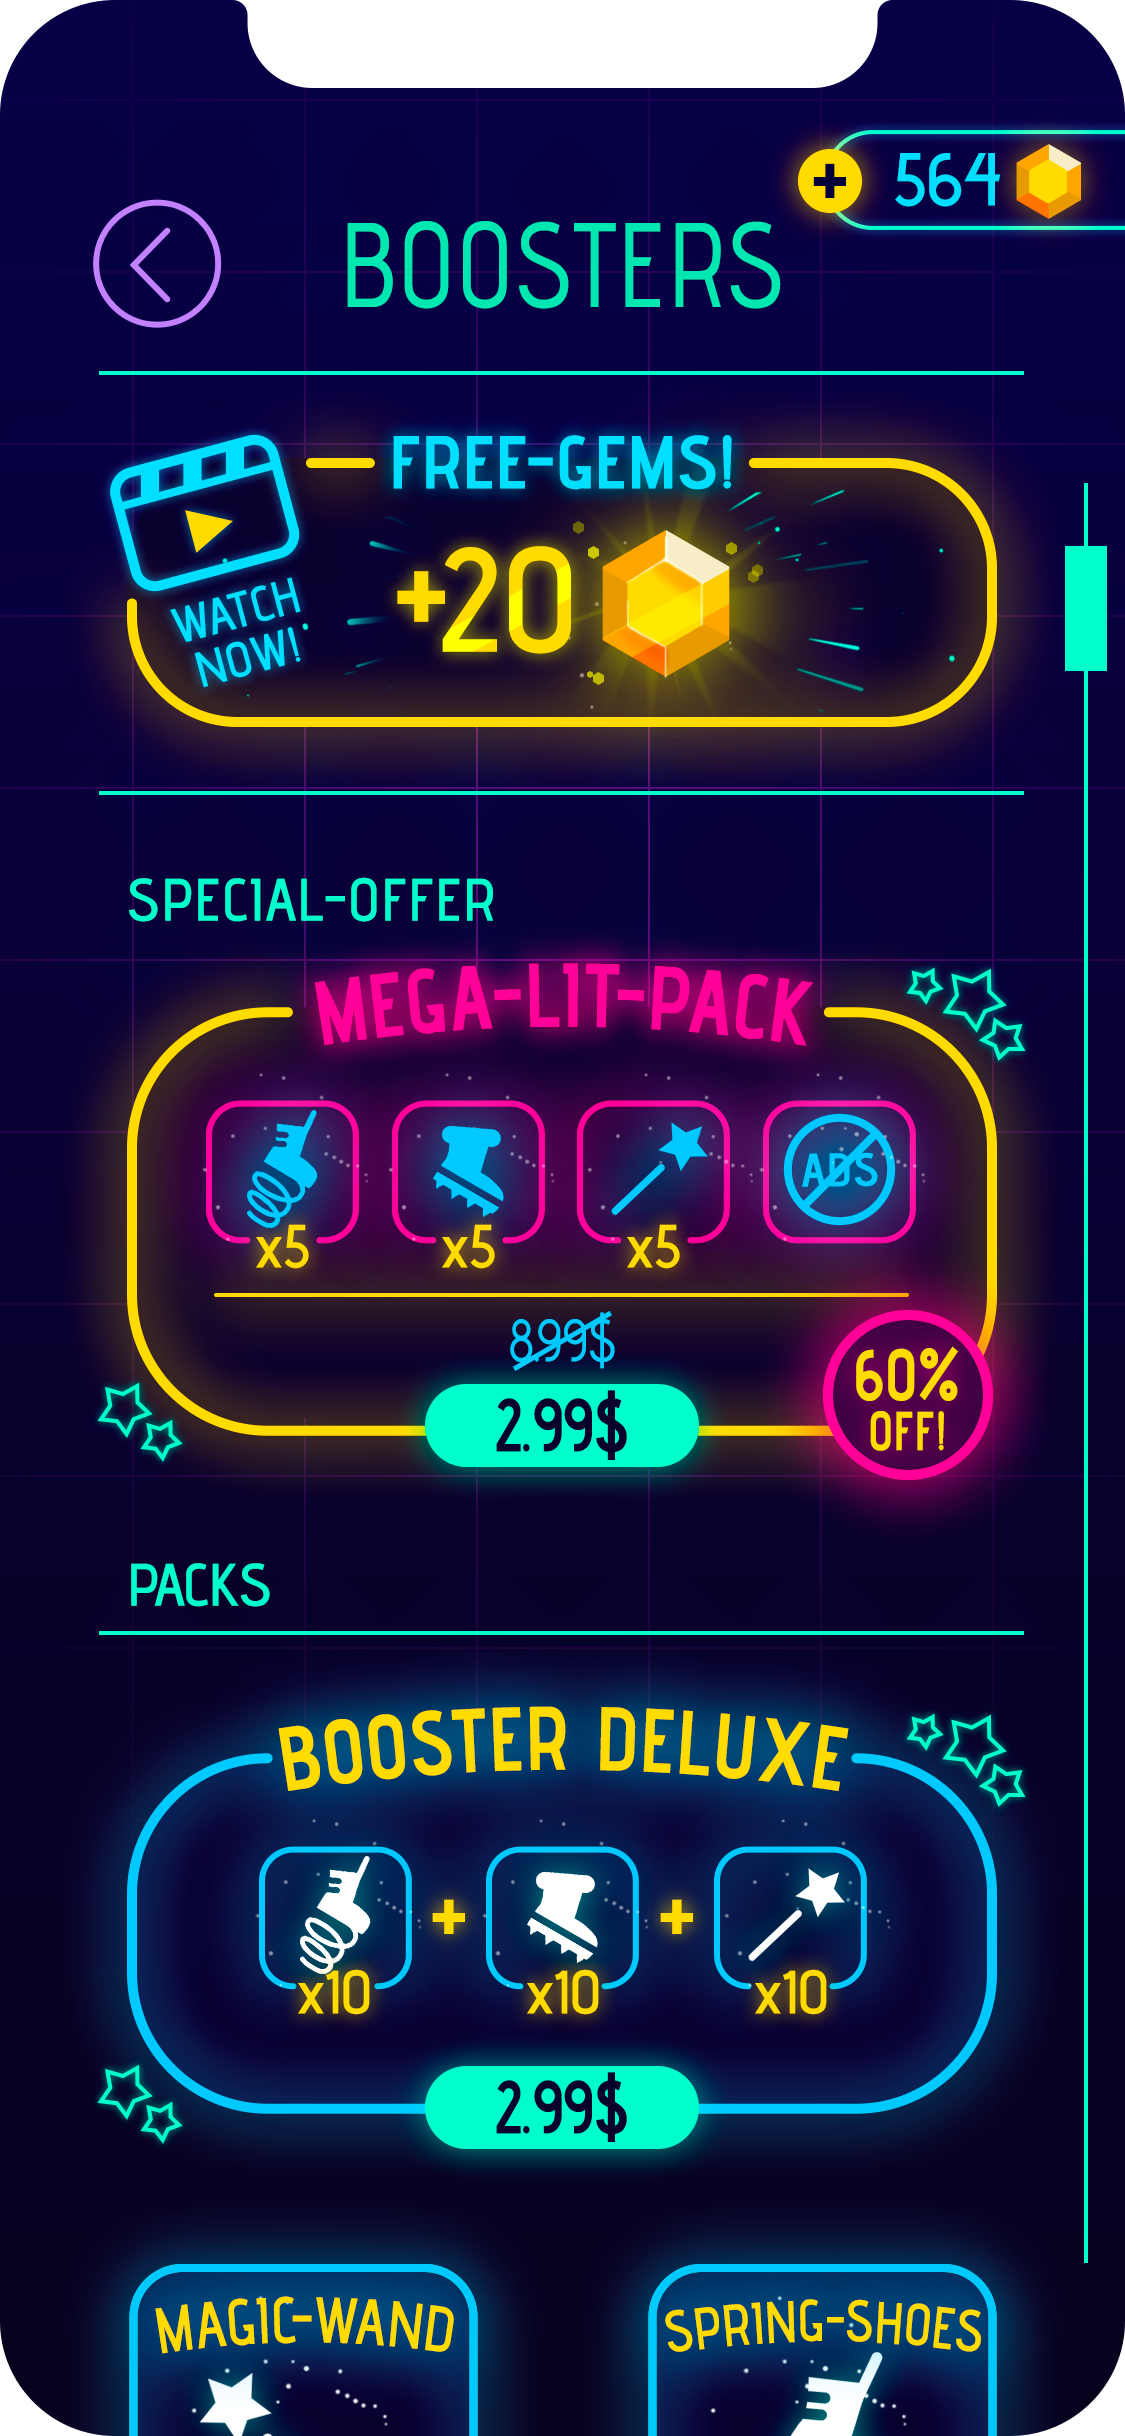 564
BOOSTERS
FREE-GEMS!
+20
WATCH
NOW!
SPECIAL-OFFER
MEGA-LIT-PACK
ADS
x5
x5
x5
8.99$
2.99$
60%
OFF!
PACKS
BOOSTER DELUXE
+ +
x10
x10
x10
2.99$
MAGIC-WAND
SPRING-SHOES